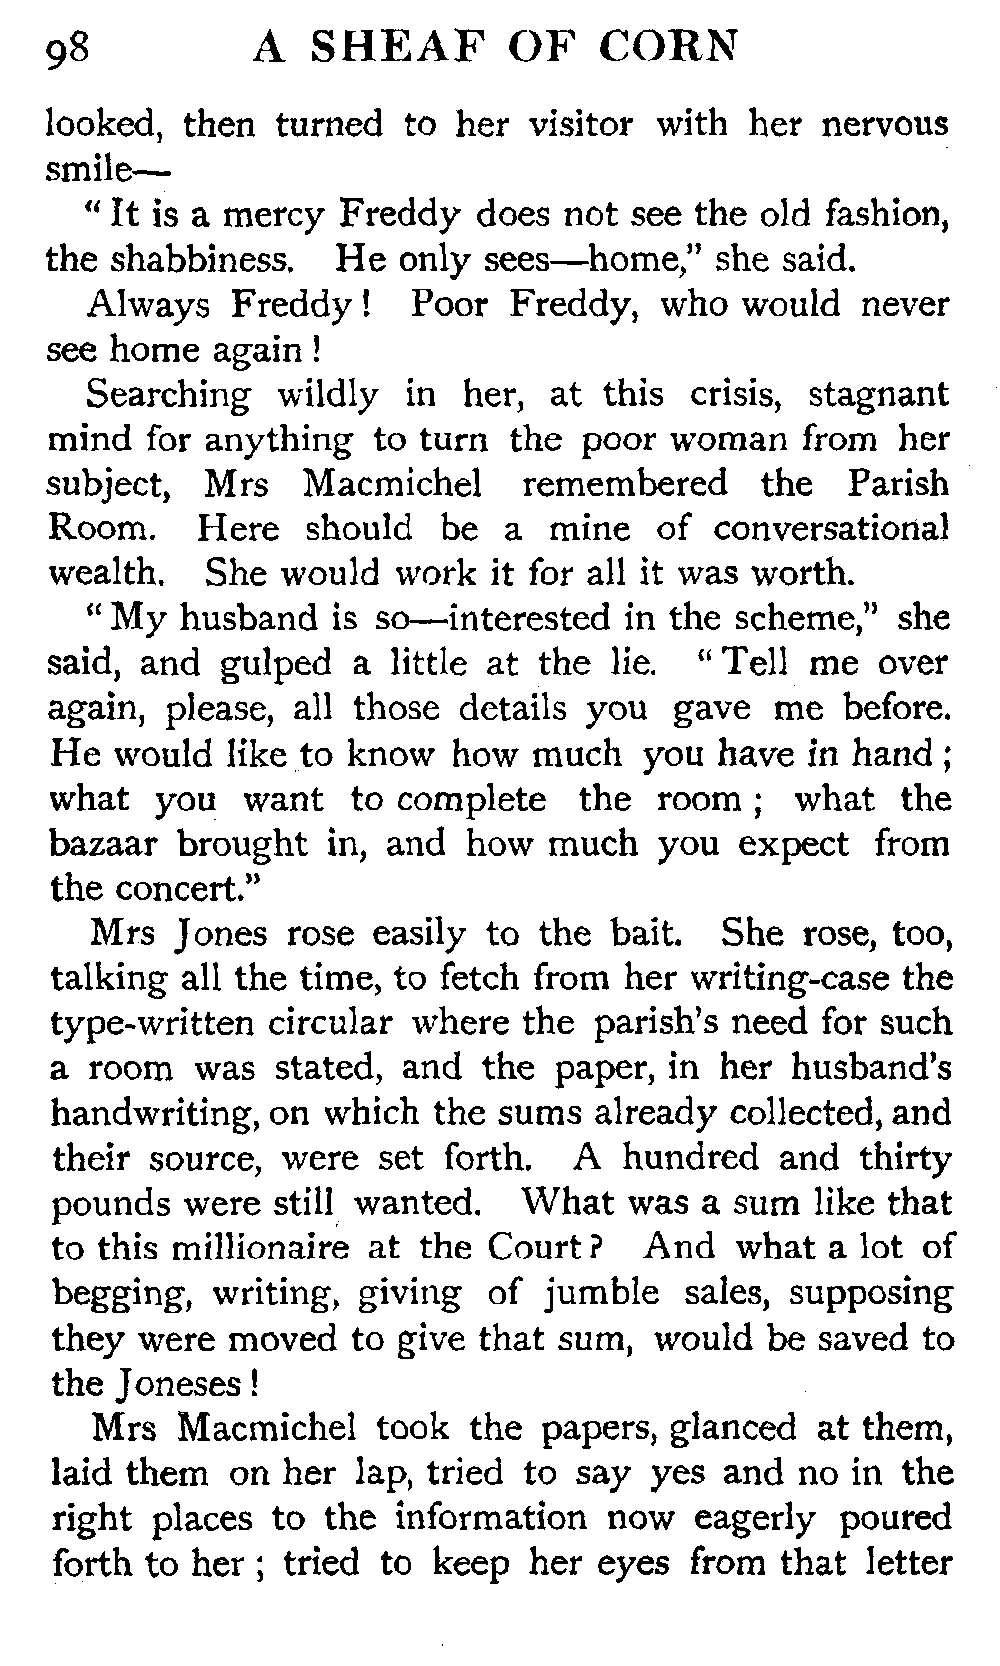 98 A SHEAF OF CORN
looked, then turned to her visitor with her nervous
smile—
" It is a mercy Freddy does not see the old fashion,
the shabbiness. He only sees—home," she said.
Always Freddy ! Poor Freddy, who would never
see home again !
Searching wildly in her, at this crisis, stagnant
mind for anything to turn the poor woman from her
subject, Mrs Macmichel remembered the Parish
Room. Here should be a mine of conversational
wealth. She would work it for all it was worth.
" My husband is so—interested in the scheme," she
said, and gulped a little at the lie. " Tell me over
again, please, all those details you gave me before.
He would like to know how much you have in hand ;
what you want to complete the room ; what the
bazaar brought in, and how much you expect from
the concert."
Mrs Jones rose easily to the bait. She rose, too,
talking all the time, to fetch from her writing-case the
type-written circular where the parish's need for such
a room was stated, and the paper, in her husband's
handwriting, on which the sums already collected, and
their source, were set forth. A hundred and thirty
pounds were still wanted. What was a sum like that
to this millionaire at the Court ? And what a lot of
begging, writing, giving of jumble sales, supposing
they were moved to give that sum, would be saved to
the Joneses !
Mrs Macmichel took the papers, glanced at them,
laid them on her lap, tried to say yes and no in the
right places to the information now eagerly poured
forth to her ; tried to keep her eyes from that letter